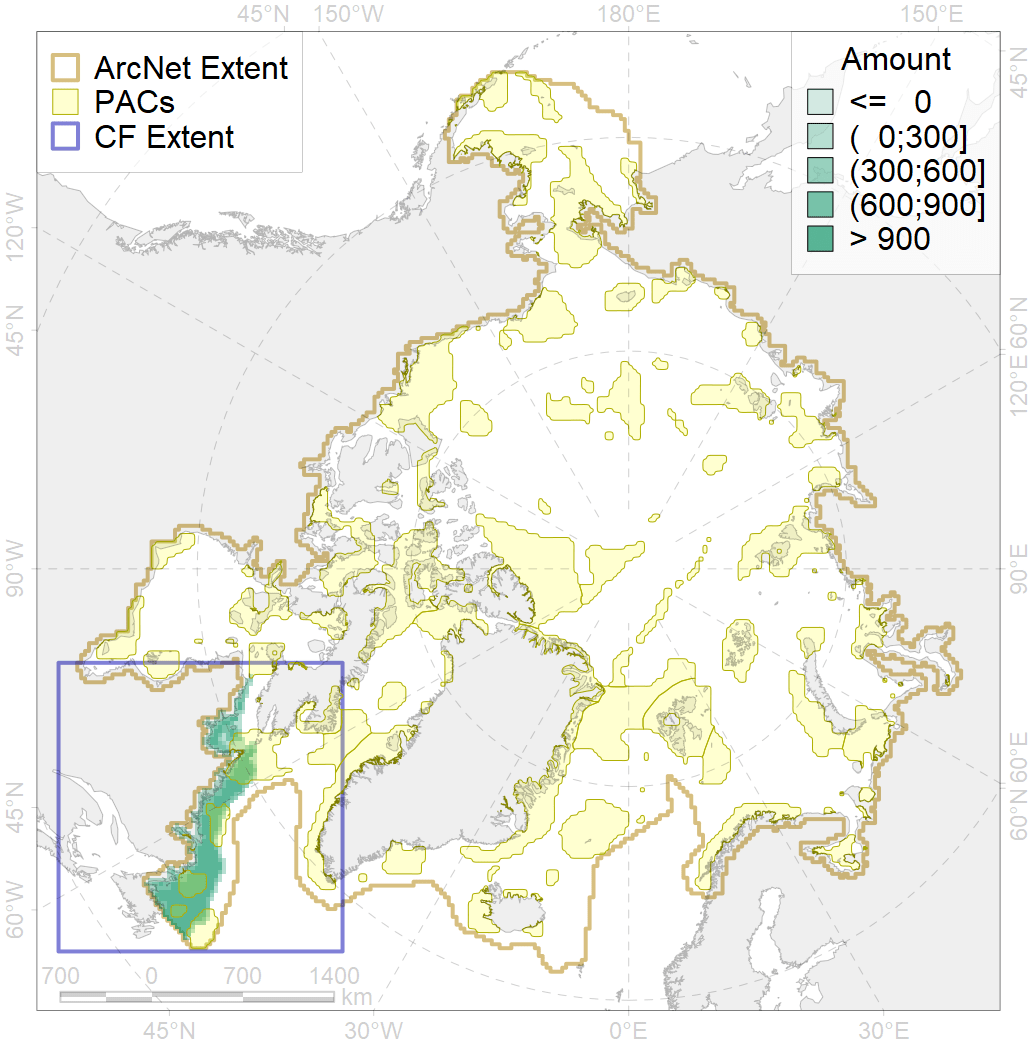 45°N 150°W 180°E 150°E
ArcNet Extent
PACs
CF Extent
Amount
<= 0
( 0;300]
(300;600]
(600;900]
> 900
45°N
120°W
45°N
90°W
45°N
60°W
60°N
120°E
90°E
60°E
60°N
700 0 700 1400
km
45°N 30°W 0°E 30°E